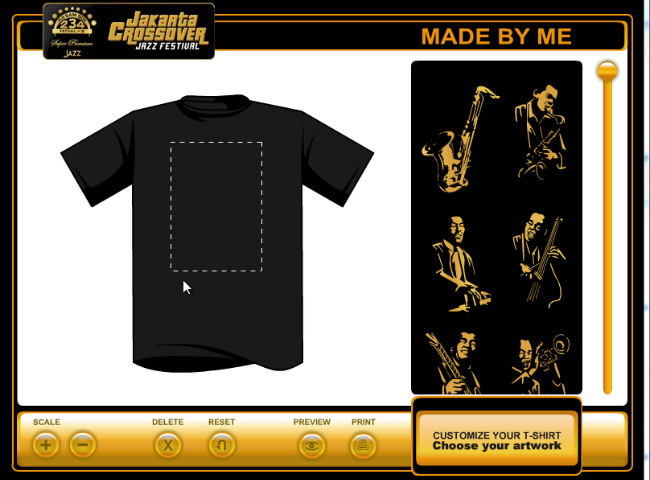 234
Super Premium
JAZZ
Jakarta
CROSSOVER
JAZZ FESTIVAL
MADE BY ME
SCALE
DELETE
RESET
PREVIEW
PRINT
CUSTOMIZE YOUR T-SHIRT
Choose your artwork